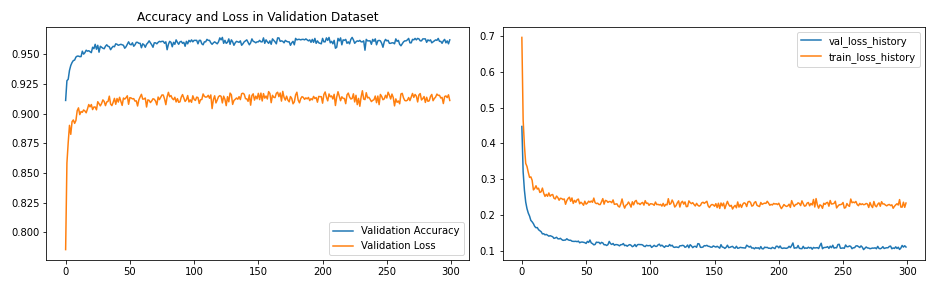 Accuracy and Loss in Validation Dataset
0.950
0.925
0.900
0.875
0.850
0.825
0.800
Validation Accuracy
Validation Loss
0 50 100 150 200 250 300
0.7
0.6
0.5
0.4
0.3
0.2
0.1
val_loss_history
train_loss_history
0 50 100 150 200 250 300